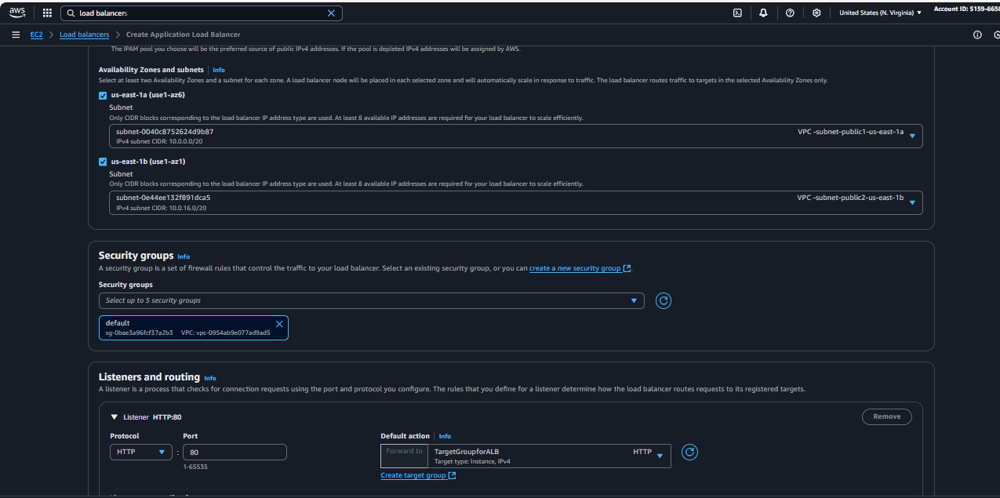 aws
load balancers
United States (N. Virginia)
Account ID: 5159-665
EC2 > Load balancers > Create Application Load Balancer
The IPAM pool you choose will be the preferred source of public IPv4 addresses. If the pool is depleted IPv4 addresses will be assigned by AWS.
Availability Zones and subnets Info
Select at least two Availability Zones and a subnet for each zone. A load balancer node will be placed in each selected zone and will automatically scale in response to traffic. The load balancer routes traffic to targets in the selected Availability Zones only.
us-east-1a (use1-az6)
Subnet
Only CIDR blocks corresponding to the load balancer IP address type are used. At least 8 available IP addresses are required for your load balancer to scale efficiently.
subnet-0040c8752624d9b87 VPC -subnet-public1-us-east-1a
IPv4 subnet CIDR: 10.0.0.0/20
us-east-1b (use1-az1)
Subnet
Only CIDR blocks corresponding to the load balancer IP address type are used. At least 8 available IP addresses are required for your load balancer to scale efficiently.
subnet-0e44ee132f891dca5 VPC -subnet-public2-us-east-1b
IPv4 subnet CIDR: 10.0.16.0/20
Security groups Info
A security group is a set of firewall rules that control the traffic to your load balancer. Select an existing security group, or you can create a new security group.
Security groups
Select up to 5 security groups
default
sg-0bae3a96fcf37a2b3 VPC: vpc-0954ab9e077ad9ad5
Listeners and routing Info
A listener is a process that checks for connection requests using the port and protocol you configure. The rules that you define for a listener determine how the load balancer routes requests to its registered targets.
Listener HTTP:80 Remove
Protocol Port Default action Info
HTTP : 80 Forward to TargetGroupforALB HTTP
Target type: Instance, IPv4
1-65535
Create target group